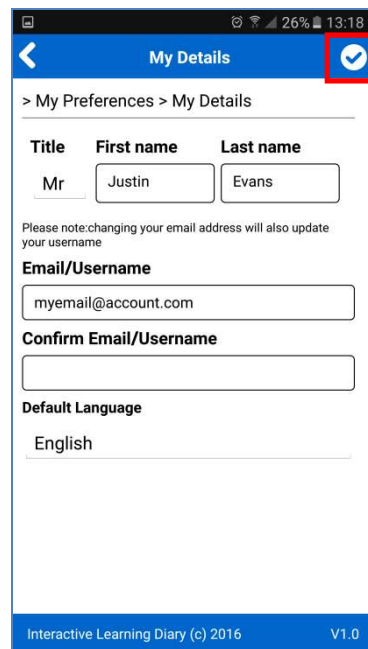 26% 13:18
My Details
> My Preferences > My Details
Title First name Last name
Mr Justin Evans
Please note:changing your email address will also update
your username
Email/Username
myemail@account.com
Confirm Email/Username
Default Language
English
Interactive Learning Diary (c) 2016 V1.0